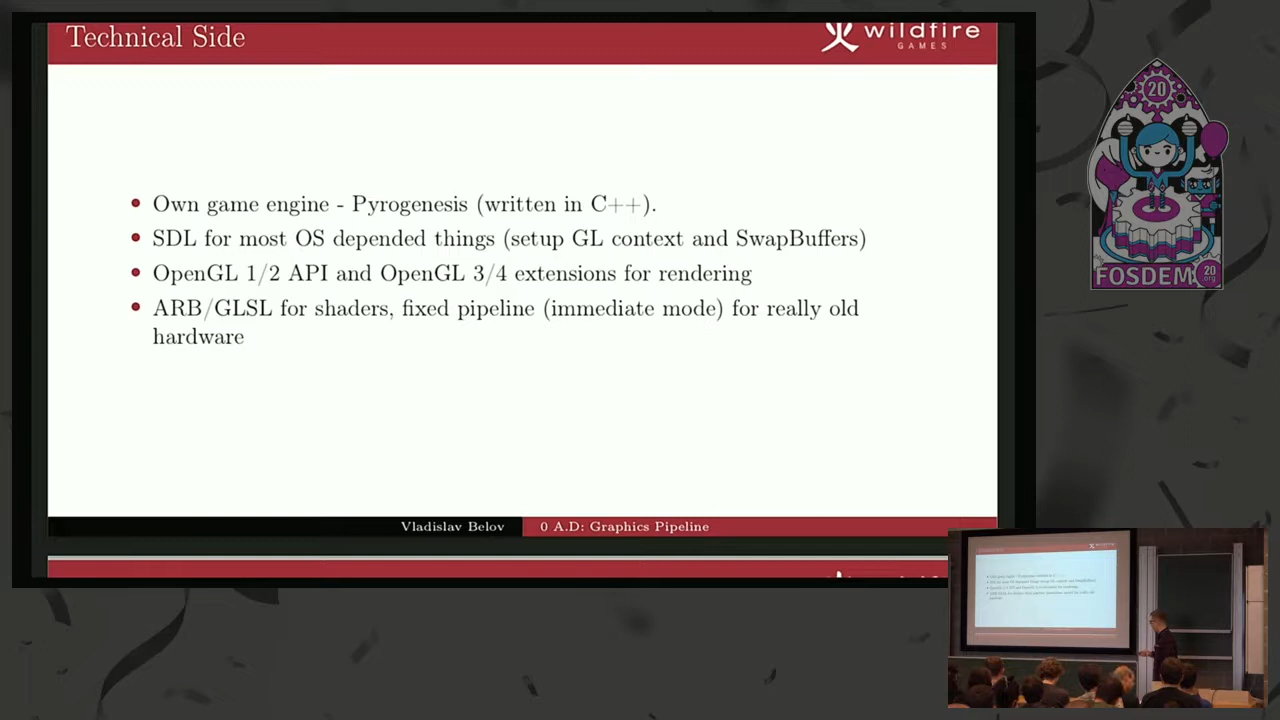 Technical Side
wildfire
GAMES
Own game engine - Pyrogenesis (written in C++).
SDL for most OS depended things (setup GL context and SwapBuffers)
OpenGL 1/2 API and OpenGL 3/4 extensions for rendering
ARB/GLSL for shaders, fixed pipeline (immediate mode) for really old
hardware
Vladislav Belov
0 A.D: Graphics Pipeline
20
FOSDEM
20
.org